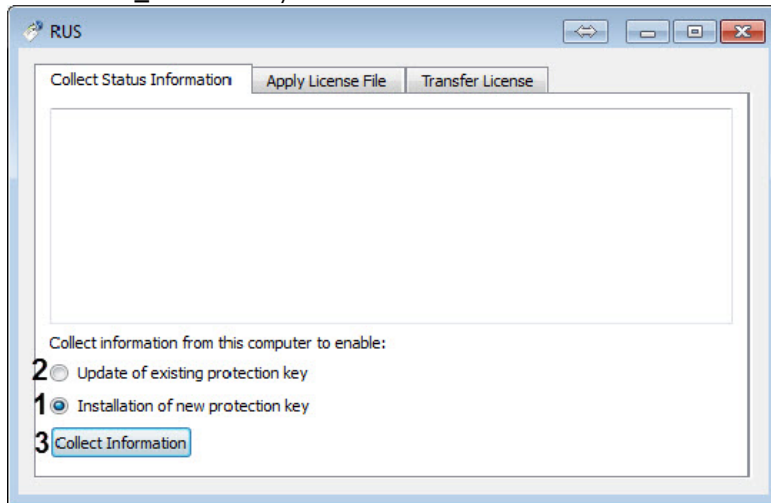 RUS
Collect Status Information Apply License File Transfer License
Collect information from this computer to enable:
2 Update of existing protection key
1 Installation of new protection key
3 Collect Information